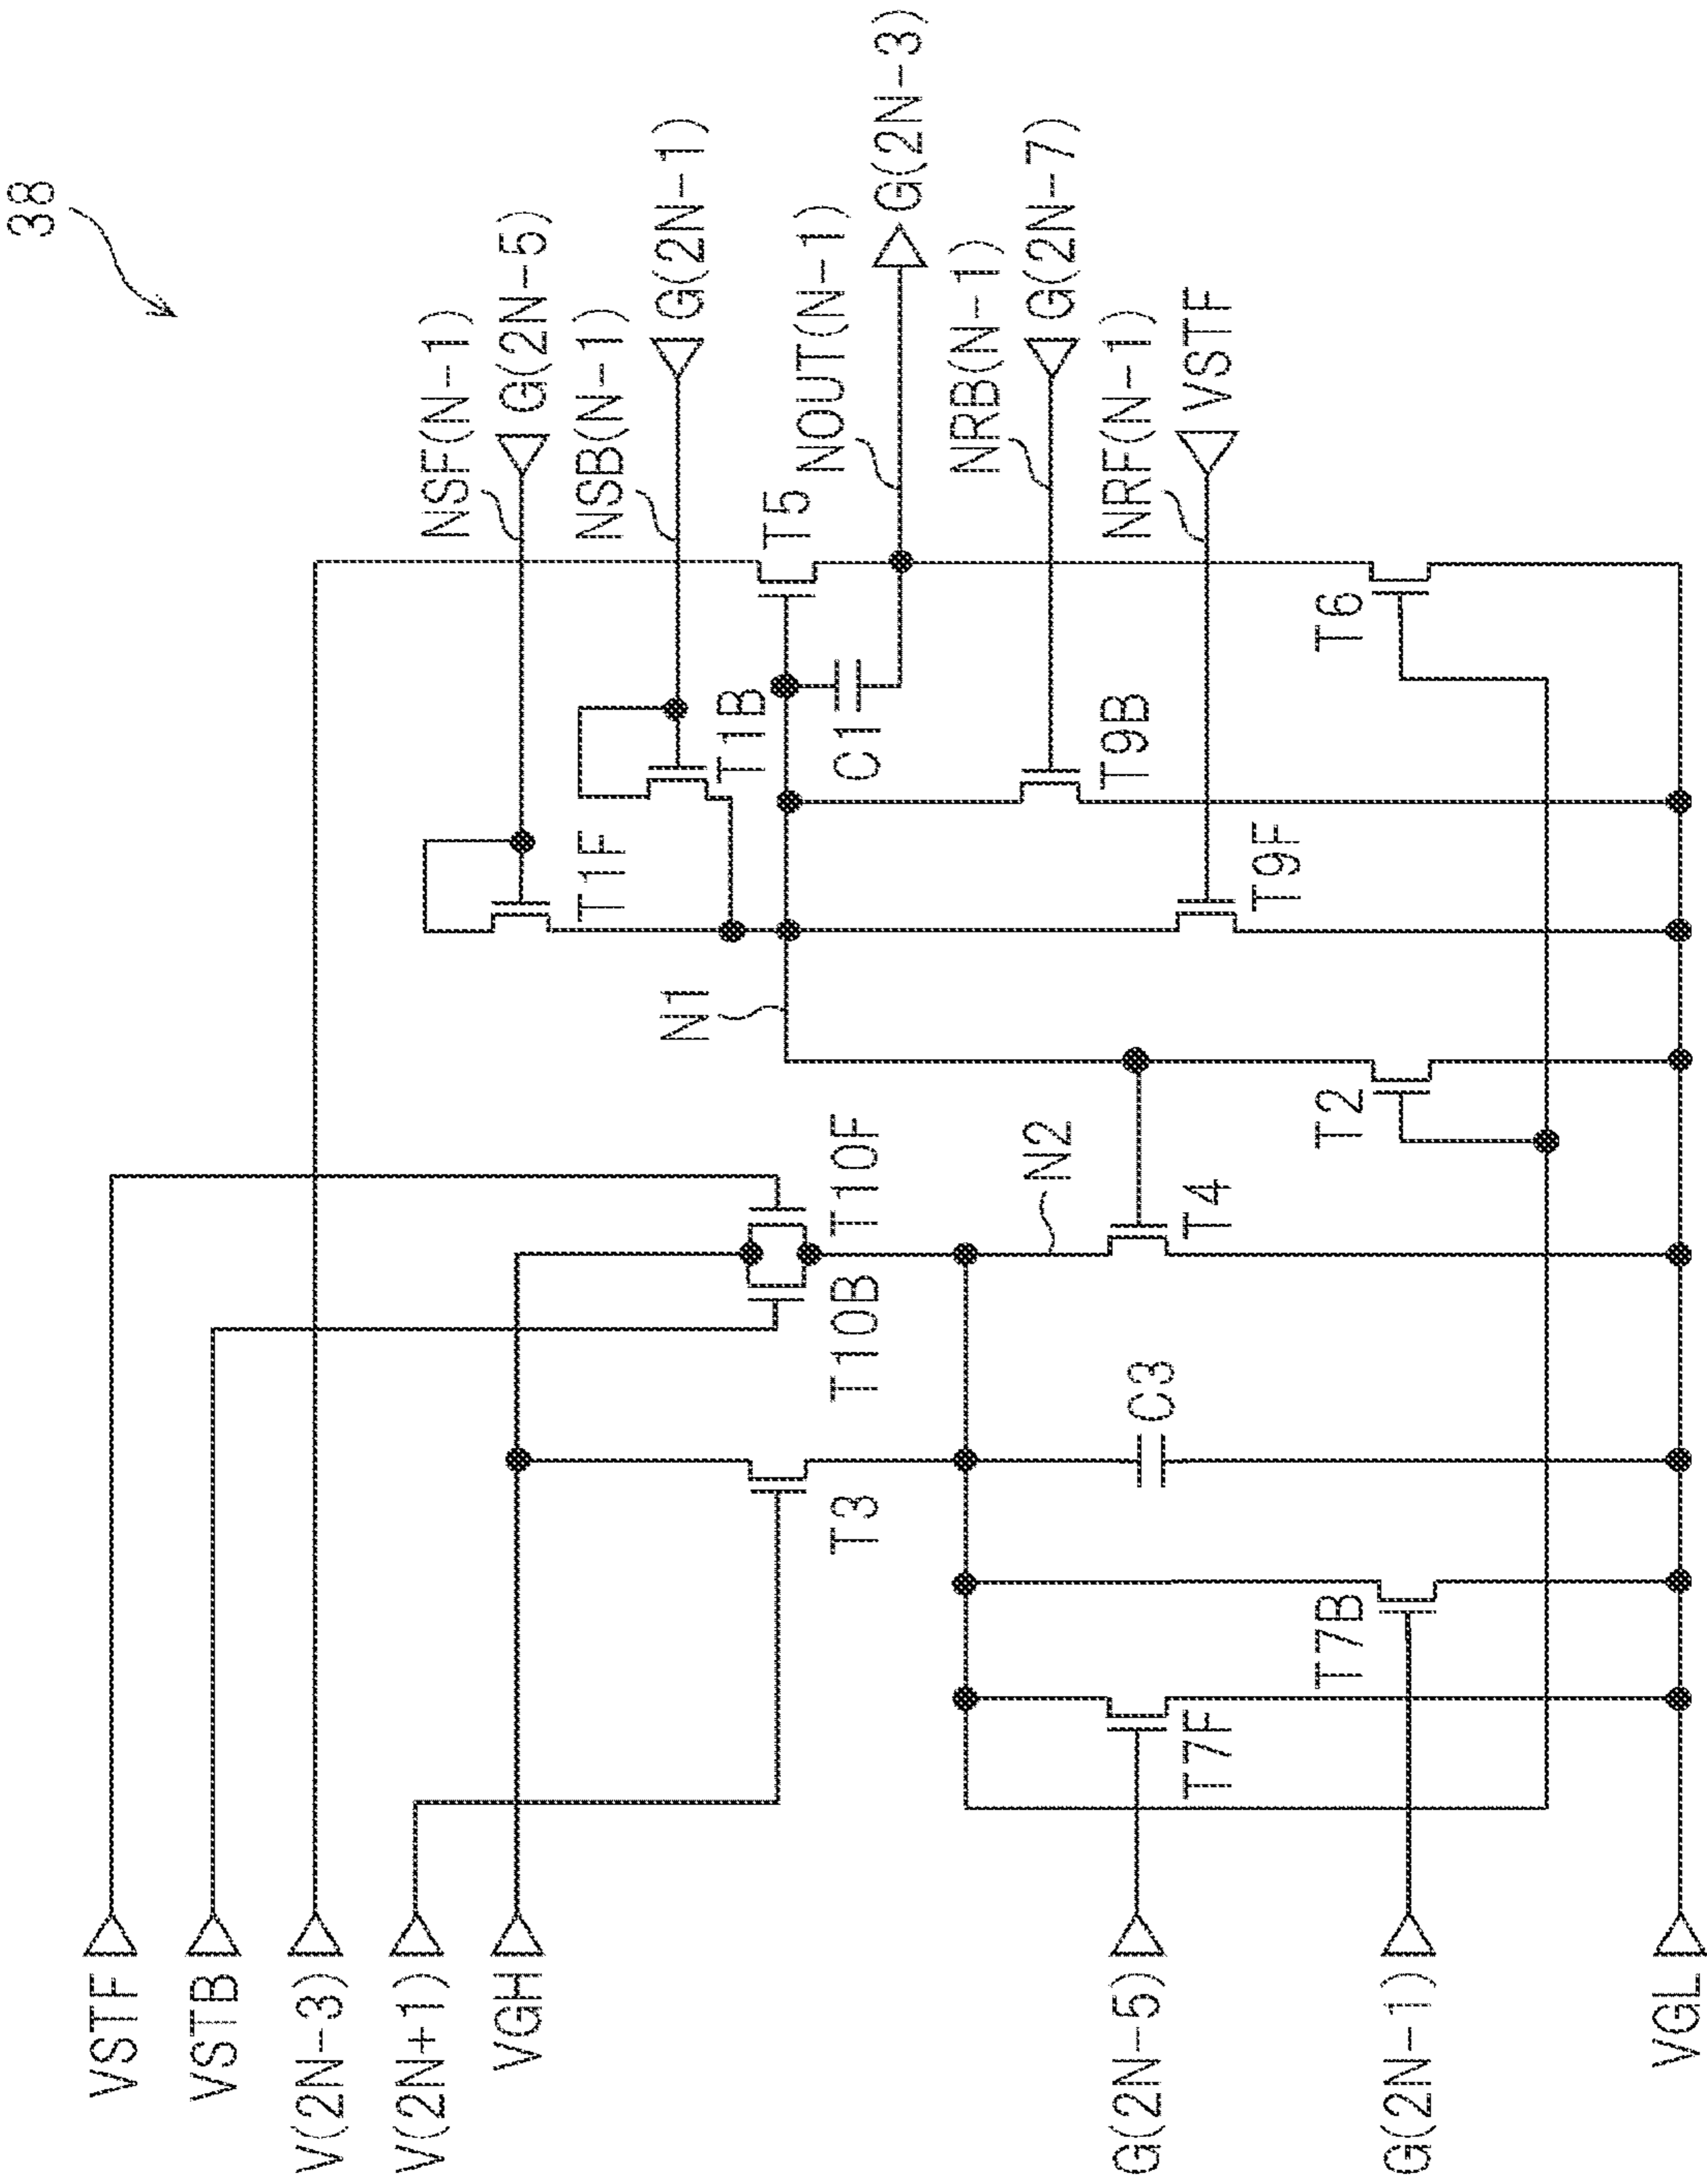 38
VSTF
VSTB
V(2N-3)
V(2N+1)
VGH
G(2N-5)
G(2N-1)
VGL
T3
T10B
T10F
N1
N2
C3
T4
T2
T7F
T7B
T1F
T1B
T5
C1
T9B
T9F
T6
NSF(N-1)
G(2N-5)
NSB(N-1)
G(2N-1)
NOUT(N-1)
G(2N-3)
NRB(N-1)
G(2N-7)
NRF(N-1)
VSTF